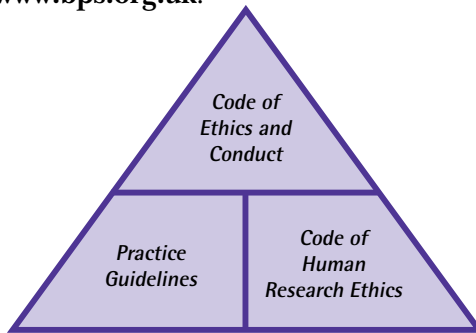 www.bps.org.uk.
Code of
Ethics and
Conduct
Practice
Guidelines
Code of
Human
Research Ethics